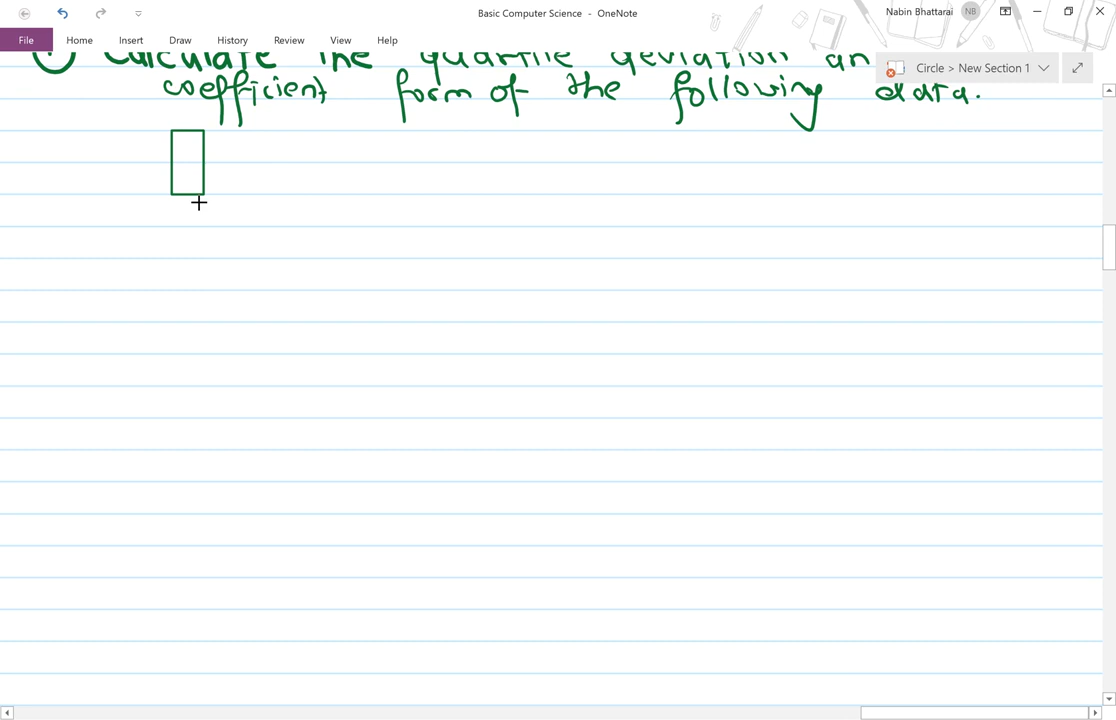 Basic Computer Science - OneNote
Nabin Bhattarai NB
File Home Insert Draw History Review View Help
Calculate the quartile deviation an
Circle > New Section 1
coefficient form of the following data.